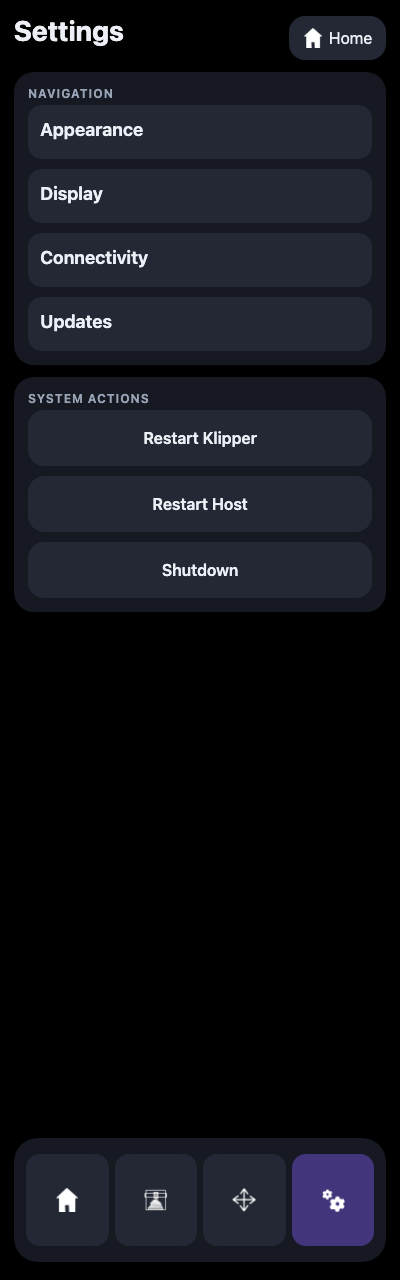 Settings
Home
NAVIGATION
Appearance
Display
Connectivity
Updates
SYSTEM ACTIONS
Restart Klipper
Restart Host
Shutdown